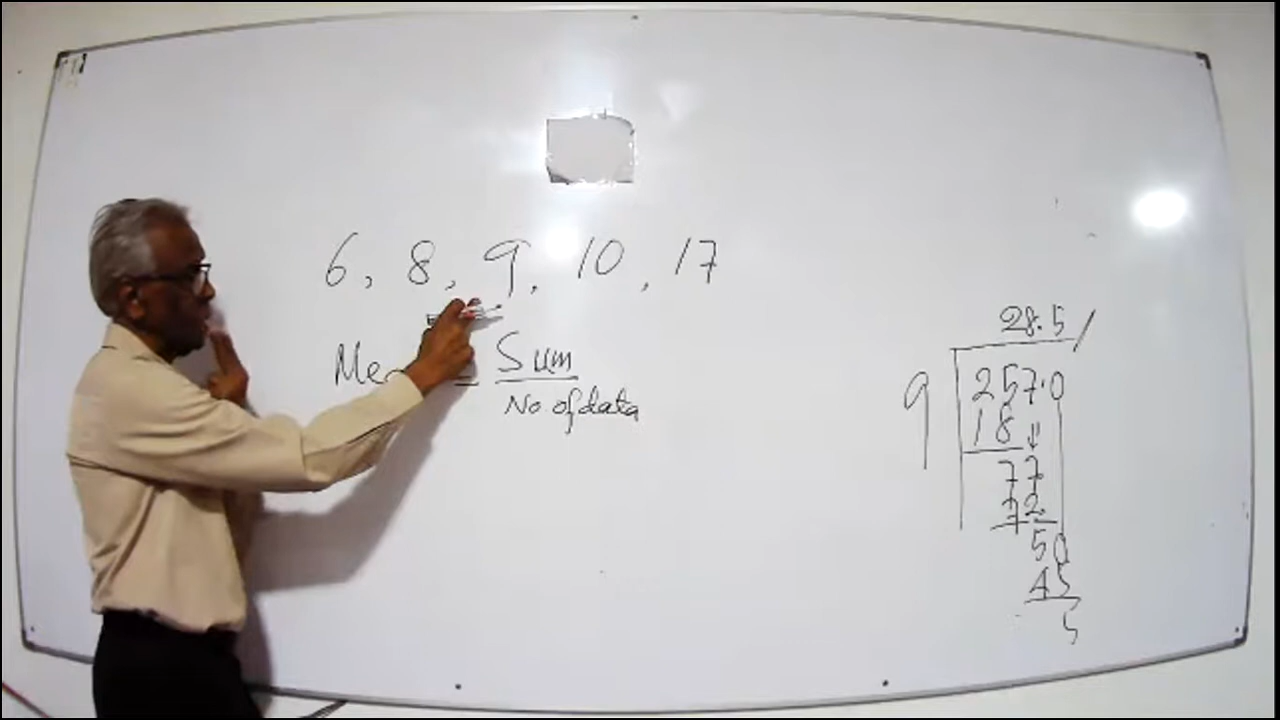 6, 8, 9, 10, 17
= Sum
No. of data
28.5
9 257.0
18
77
72
50
45
5